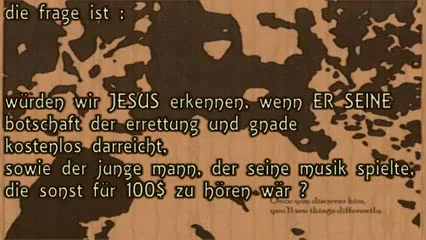 die frage ist :
würden wir JESUS erkennen, wenn ER SEINE
botschaft der errettung und gnade
kostenlos darreicht,
sowie der junge mann, der seine musik spielte,
die sonst für 100$ zu hören wär ?
Once you discover him,
you'll see things differently.